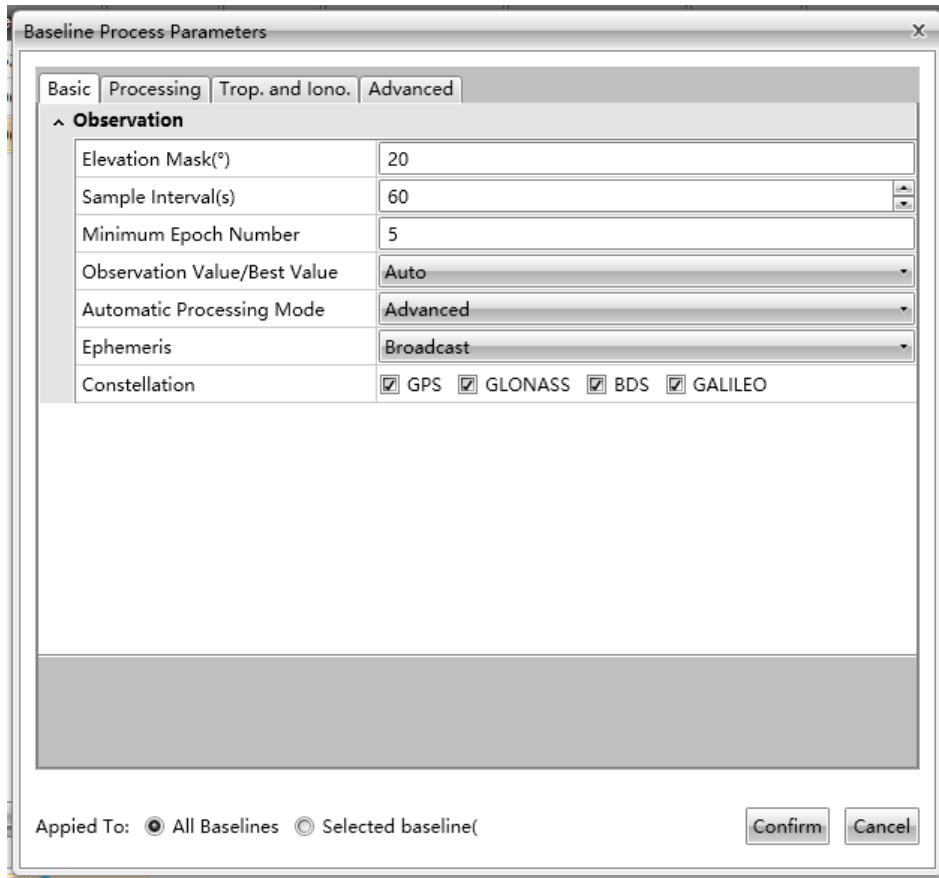 Baseline Process Parameters x
Basic Processing Trop. and Iono. Advanced
Observation
Elevation Mask(°) 20
Sample Interval(s) 60
Minimum Epoch Number 5
Observation Value/Best Value Auto
Automatic Processing Mode Advanced
Ephemeris Broadcast
Constellation GPS GLONASS BDS GALILEO
Appied To: All Baselines Selected baseline( Confirm Cancel